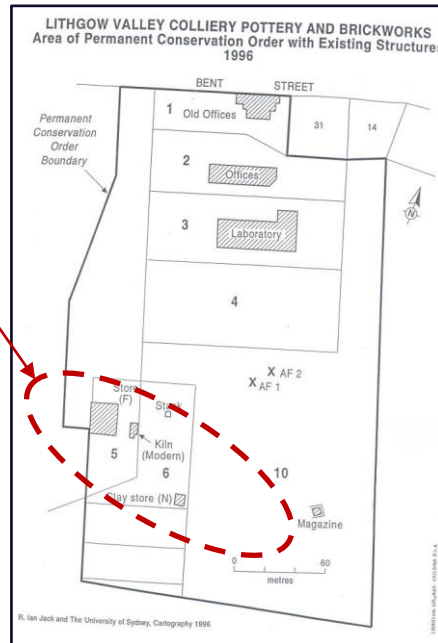 LITHGOW VALLEY COLLIERY POTTERY AND BRICKWORKS
Area of Permanent Conservation Order with Existing Structures
1996
BENT STREET
1 Old Offices
31
14
Permanent
Conservation
Order
Boundary
2
Offices
N
3
Laboratory
4
X AF 2
X AF 1
Store
(F)
Stack
Kiln
(Modern)
5
6
10
Clay store (N)
Magazine
0 60
metres
R. Ian Jack and The University of Sydney, Cartography 1996